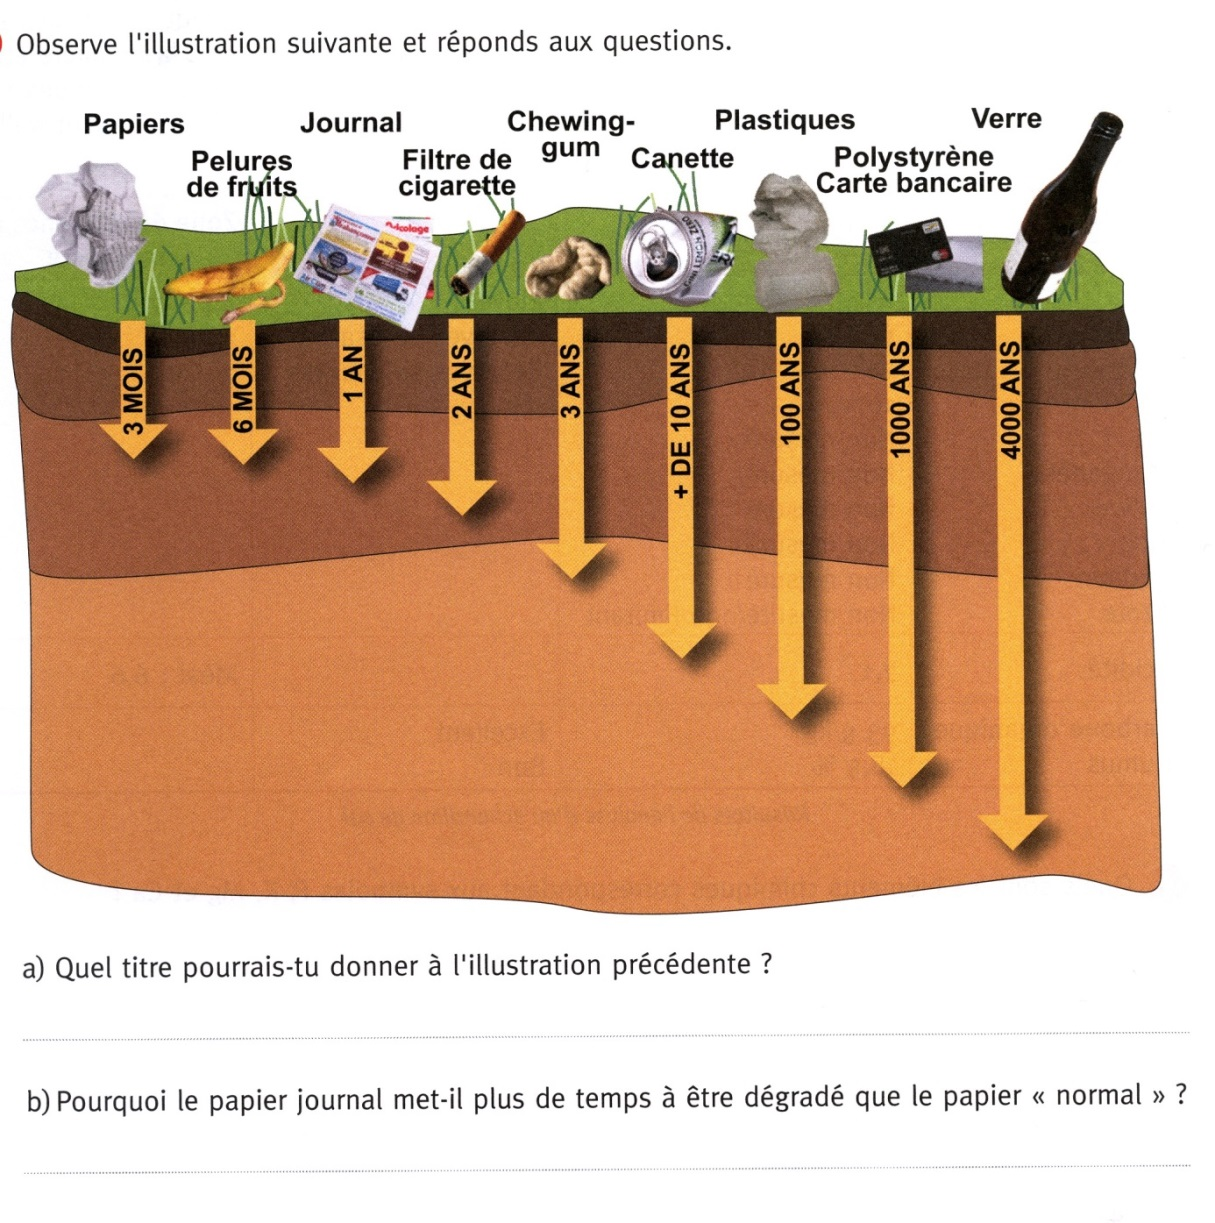 Observe l'illustration suivante et réponds aux questions.
Papiers
Pelures
de fruits
Journal
Filtre de
cigarette
Chewing-
gum
Canette
Plastiques
Polystyrène
Carte bancaire
Verre
3 MOIS
6 MOIS
1 AN
2 ANS
3 ANS
+ DE 10 ANS
100 ANS
1000 ANS
4000 ANS
a) Quel titre pourrais-tu donner à l'illustration précédente ?
b) Pourquoi le papier journal met-il plus de temps à être dégradé que le papier « normal » ?